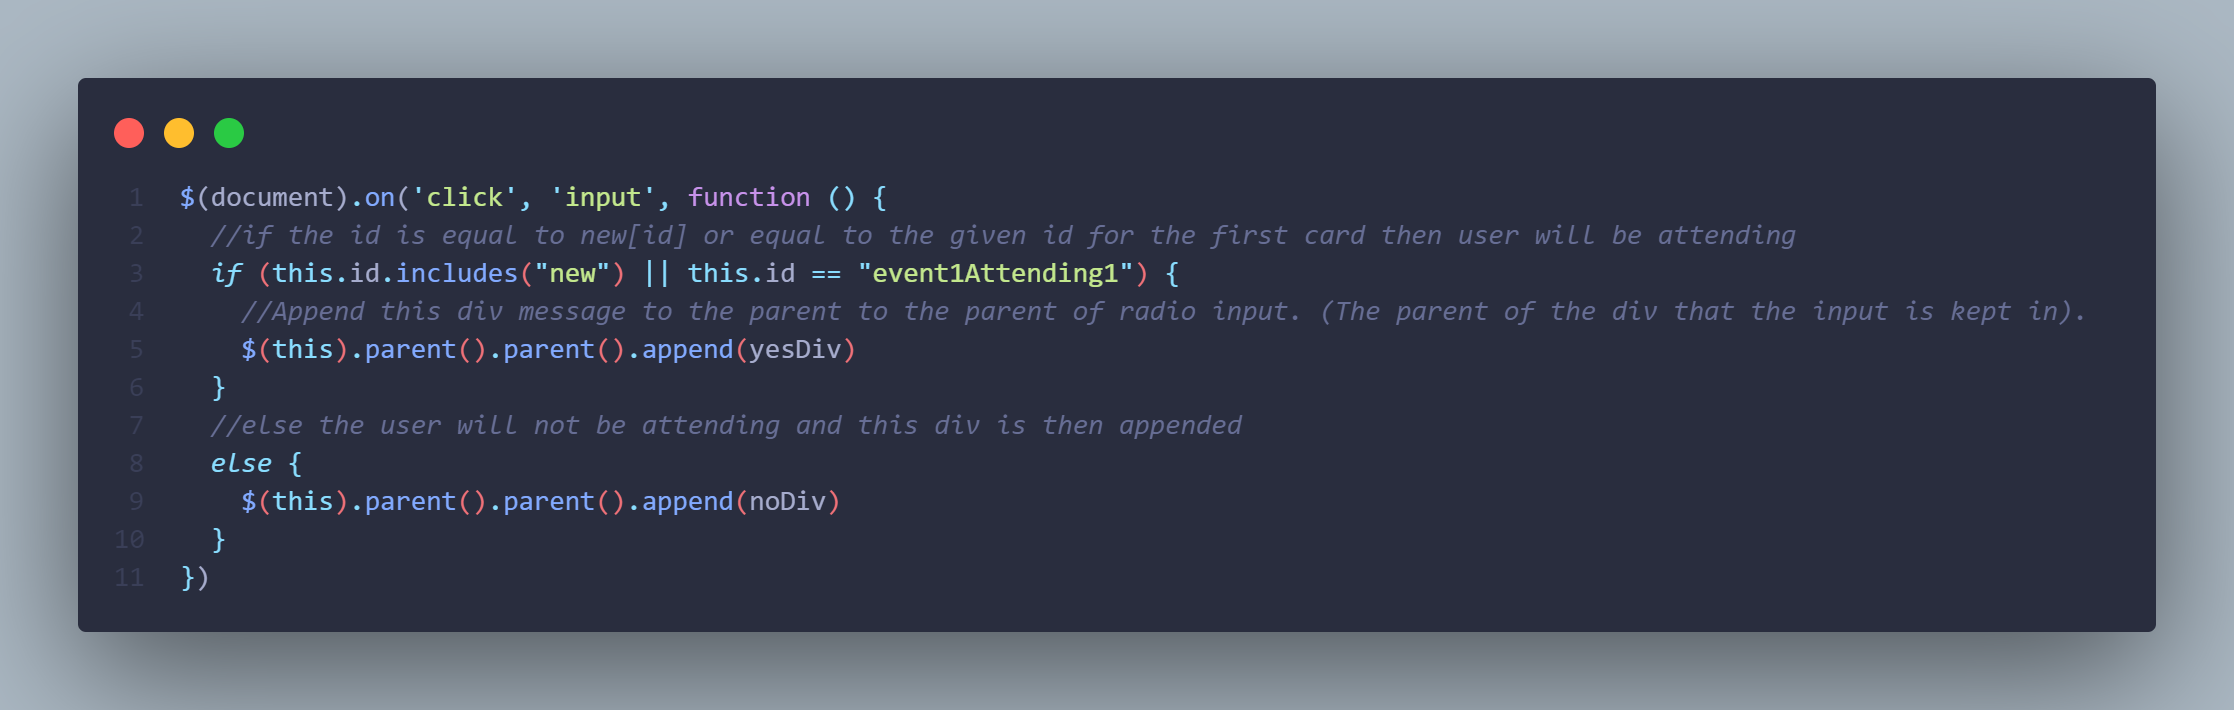 1 $(document).on('click', 'input', function () {
2 //if the id is equal to new[id] or equal to the given id for the first card then user will be attending
3 if (this.id.includes("new") || this.id == "event1Attending1") {
4 //Append this div message to the parent to the parent of radio input. (The parent of the div that the input is kept in).
5 $(this).parent().parent().append(yesDiv)
6 }
7 //else the user will not be attending and this div is then appended
8 else {
9 $(this).parent().parent().append(noDiv)
10 }
11 })